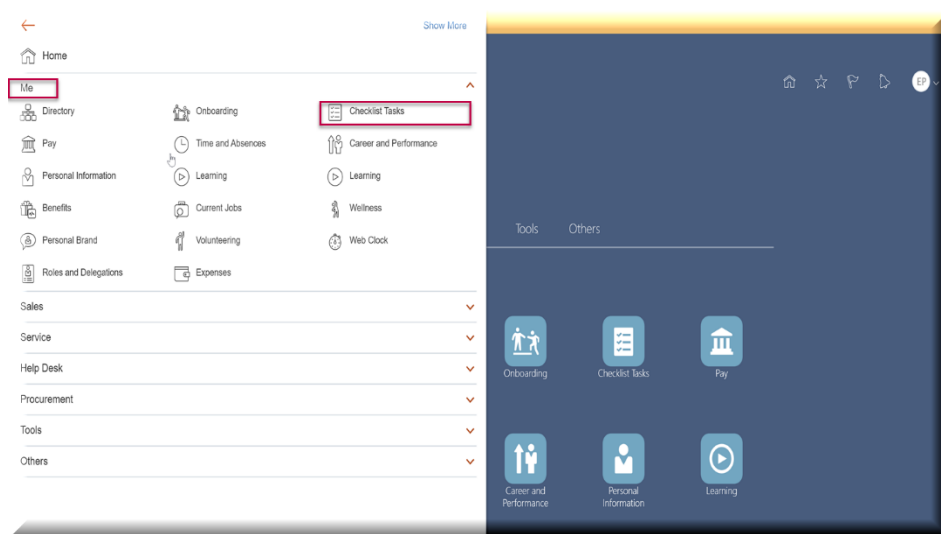 Show More
Home
Me
Directory
Onboarding
Checklist Tasks
Pay
Time and Absences
Career and Performance
Personal Information
Learning
Learning
Benefits
Current Jobs
Wellness
Personal Brand
Volunteering
Web Clock
Roles and Delegations
Expenses
Sales
Service
Help Desk
Procurement
Tools
Others
EP
Tools
Others
Onboarding
Checklist Tasks
Pay
Career and
Performance
Personal
Information
Learning